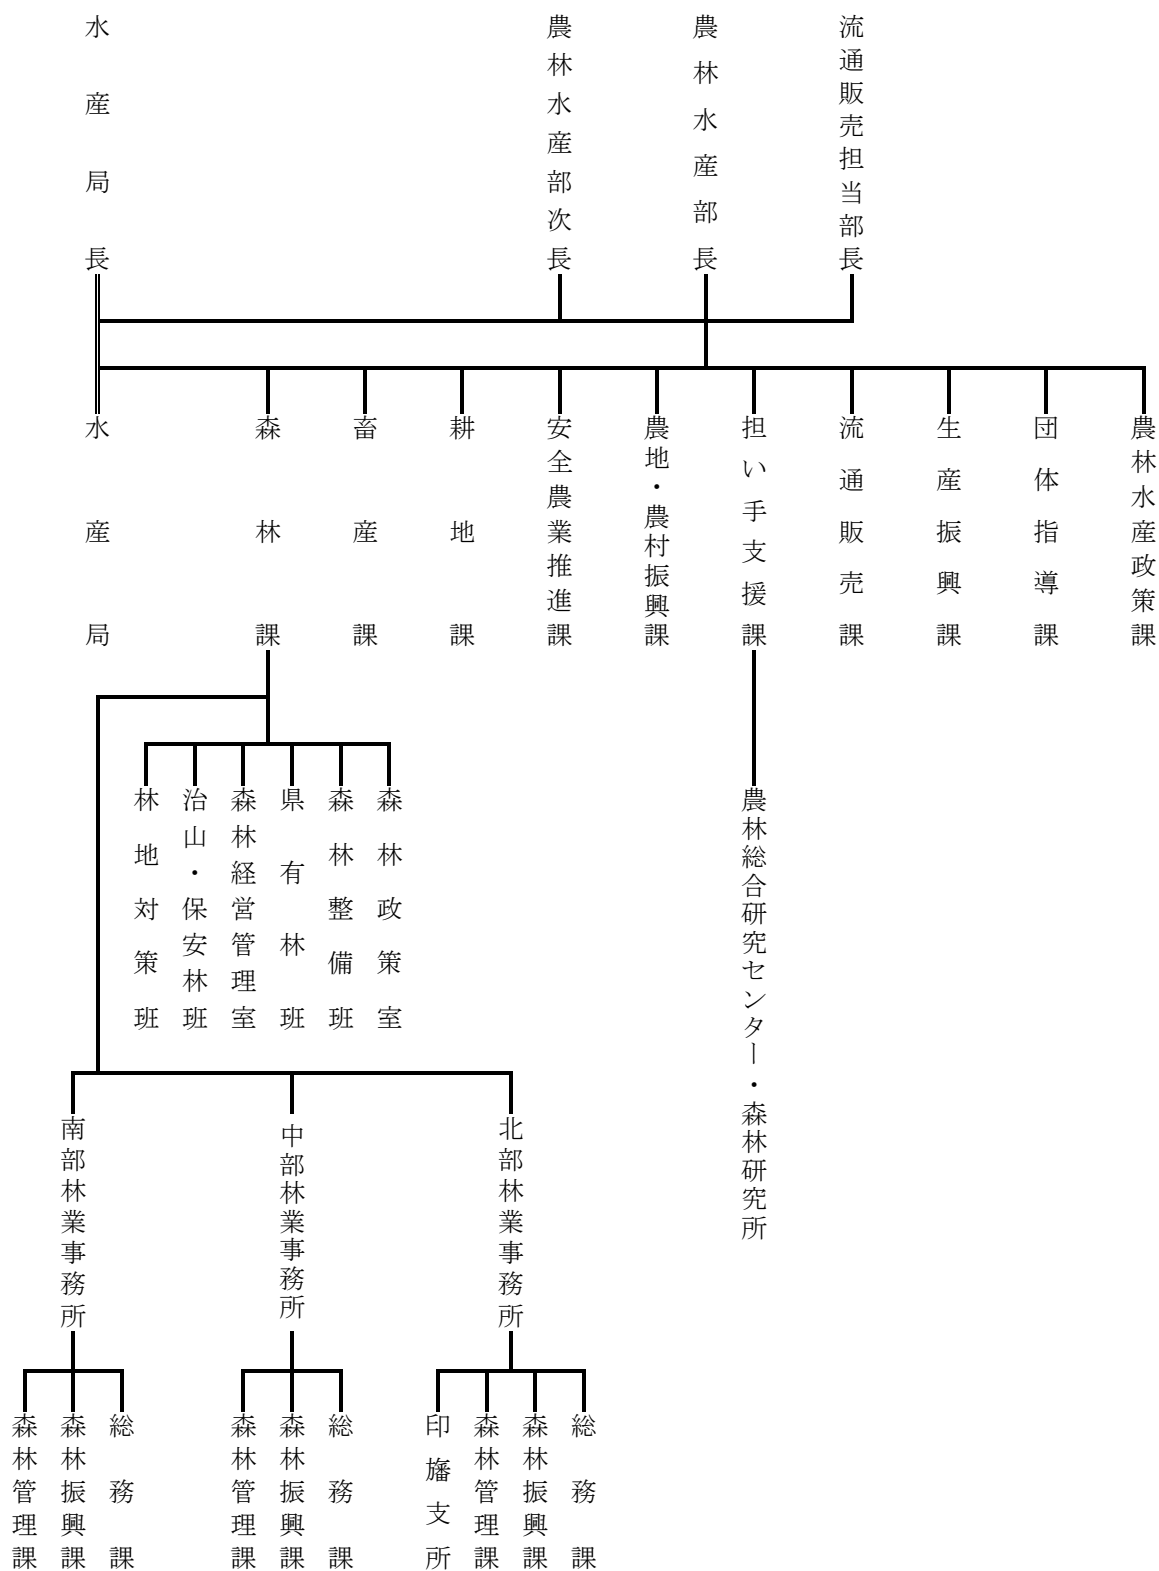 流通販売担当部長
農林水産部長
農林水産部次長
水産局長
農林水産政策課
団体指導課
生産振興課
流通販売課
担い手支援課
農地・農村振興課
安全農業推進課
耕地課
畜産課
森林課
水産局
農林総合研究センター・森林研究所
森林政策室
森林整備班
県有林班
森林経営管理室
治山・保安林班
林地対策班
北部林業事務所
中部林業事務所
南部林業事務所
総務課
森林振興課
森林管理課
印旛支所
総務課
森林振興課
森林管理課
総務課
森林振興課
森林管理課